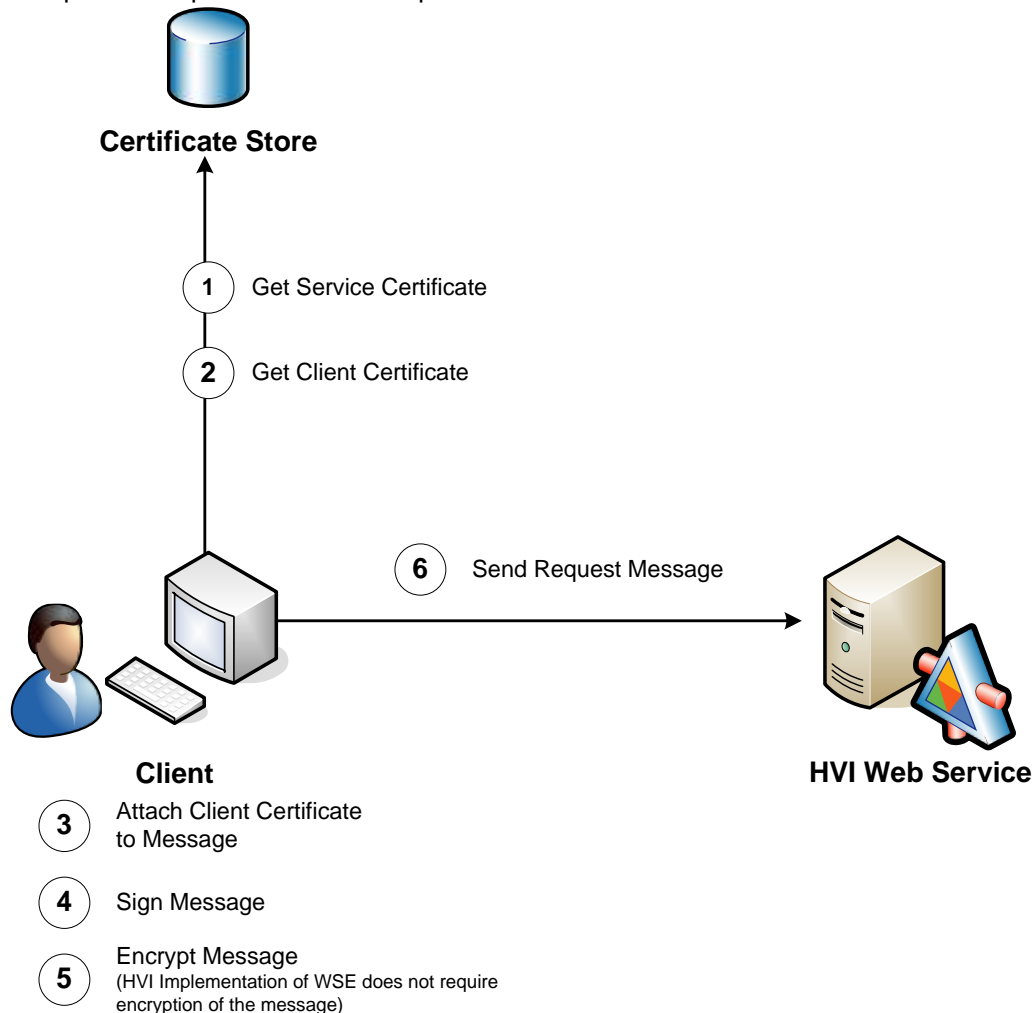 Certificate Store
1 Get Service Certificate
2 Get Client Certificate
6 Send Request Message
Client
HVI Web Service
3 Attach Client Certificate
to Message
4 Sign Message
5 Encrypt Message
(HVI Implementation of WSE does not require
encryption of the message)